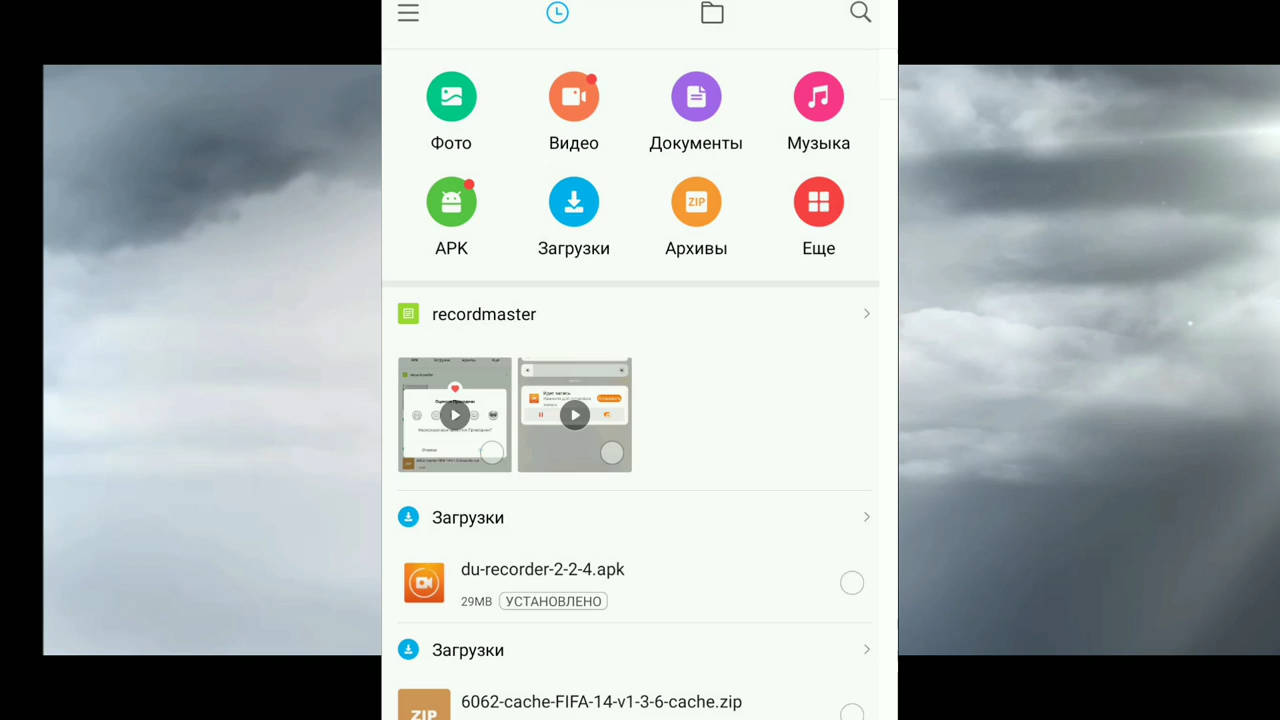 Фото
Видео
Документы
Музыка
APK
Загрузки
ZIP
Архивы
Еще
recordmaster
Загрузки
du-recorder-2-2-4.apk
29MB УСТАНОВЛЕНО
Загрузки
6062-cache-FIFA-14-v1-3-6-cache.zip
ZIP